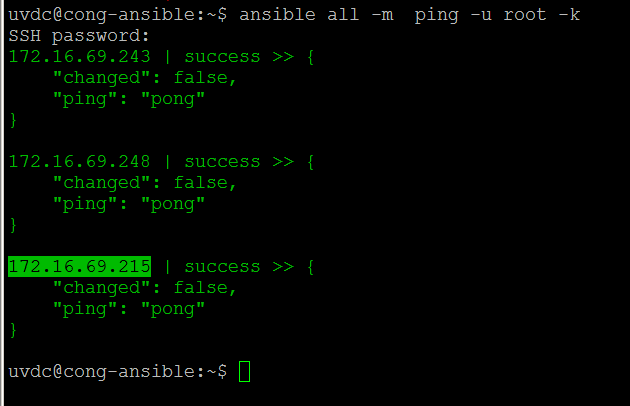 uvdc@cong-ansible:~$ ansible all -m  ping -u root -k
SSH password:
172.16.69.243 | success >> {
    "changed": false,
    "ping": "pong"
}

172.16.69.248 | success >> {
    "changed": false,
    "ping": "pong"
}

172.16.69.215 | success >> {
    "changed": false,
    "ping": "pong"
}

uvdc@cong-ansible:~$